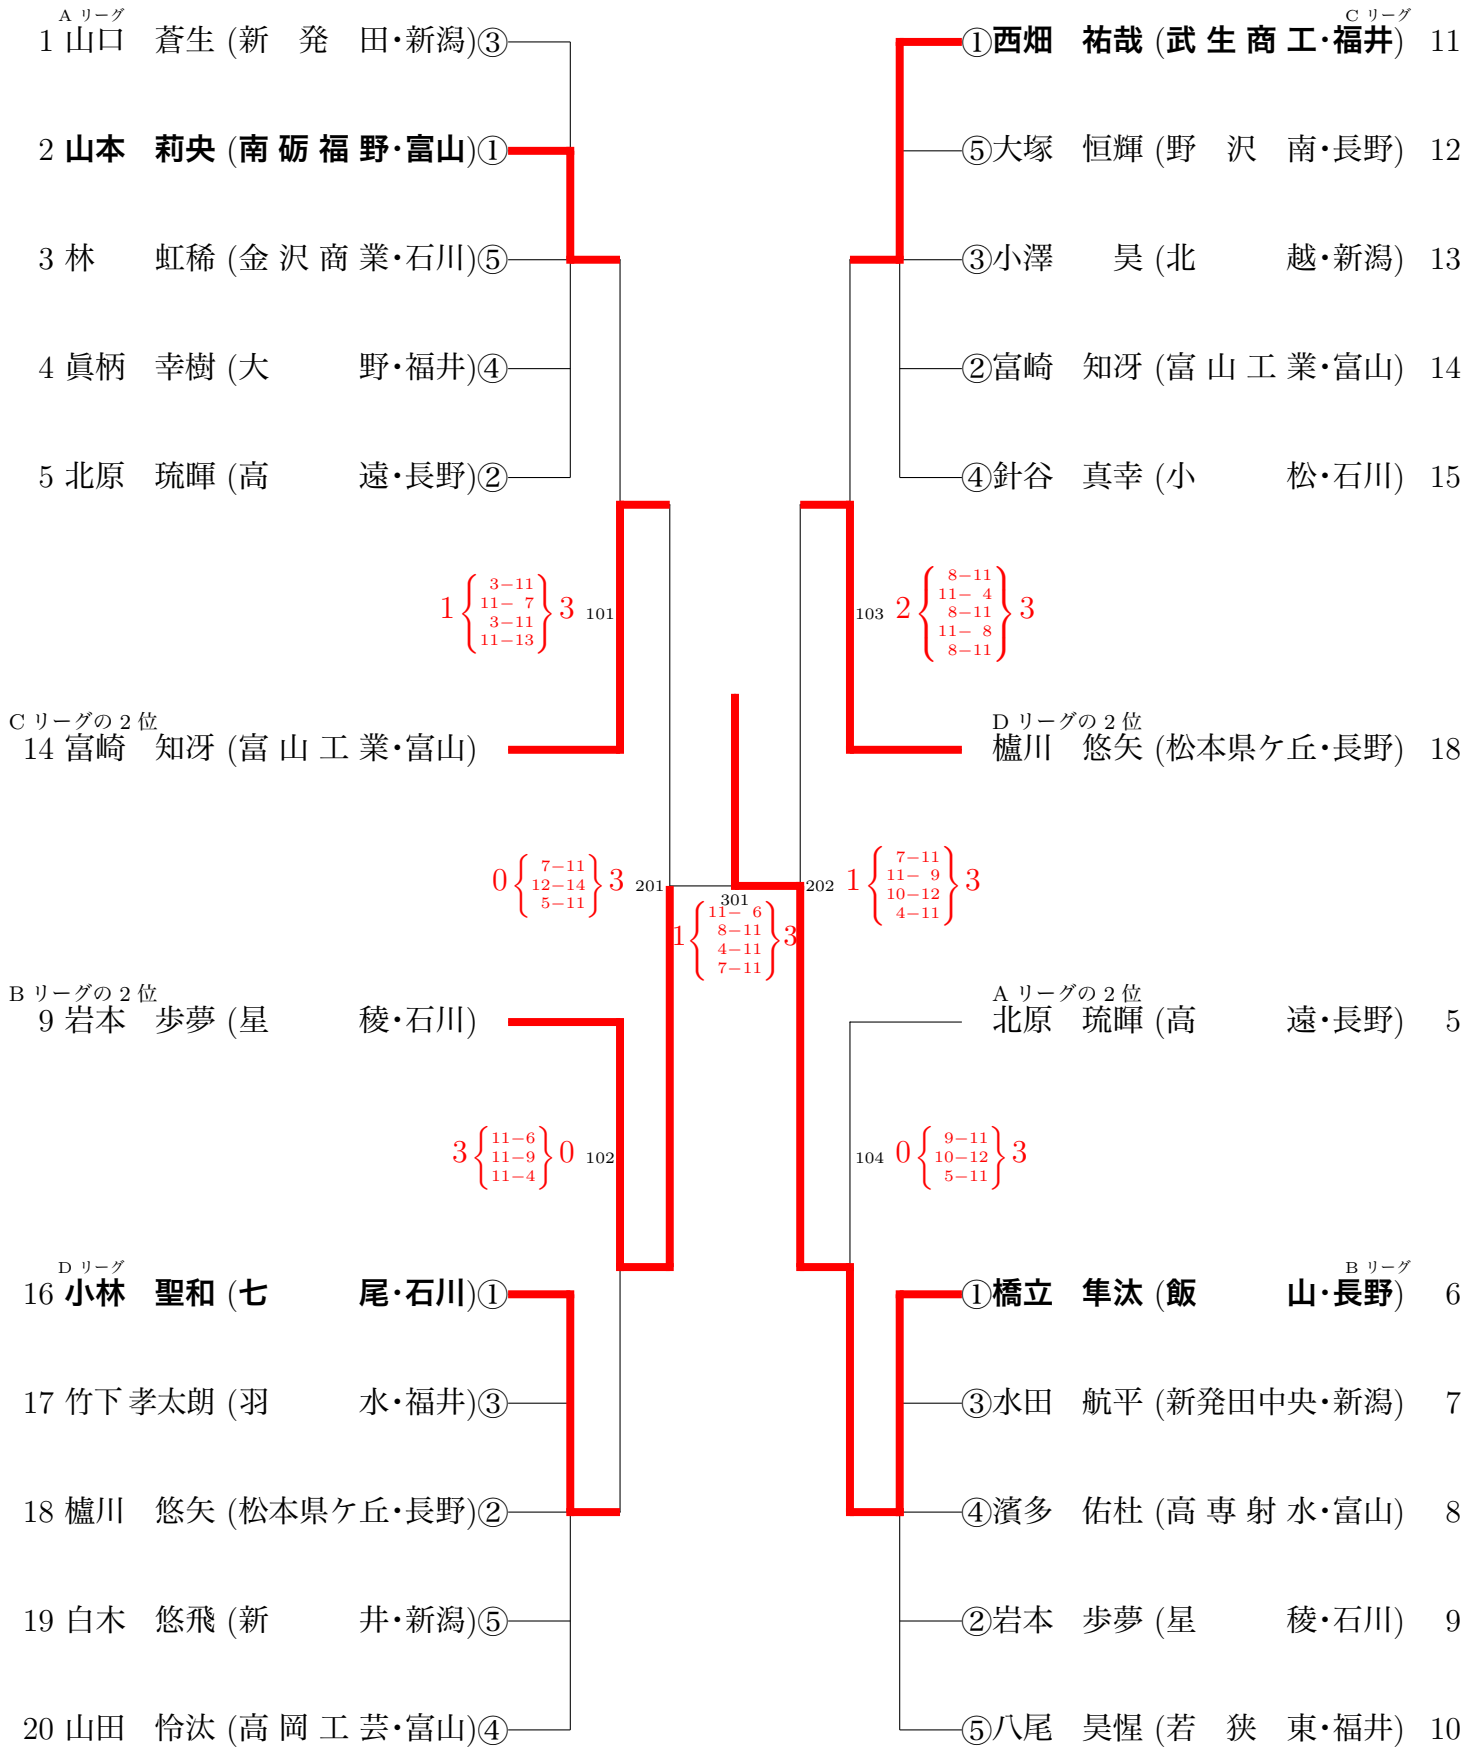 A リーグ
1 山口 蒼生 (新発田・新潟)③
2 山本 莉央 (南砺福野・富山)①
3 林 虹稀 (金沢商業・石川)⑤
4 眞柄 幸樹 (大野・福井)④
5 北原 琉暉 (高遠・長野)②
1 3 101
3−11
11− 7
3−11
11−13
C リーグの 2 位
14 富崎 知冴 (富山工業・富山)
0 3 201
7−11
12−14
5−11
B リーグの 2 位
9 岩本 歩夢 (星稜・石川)
3 0 102
11−6
11−9
11−4
D リーグ
16 小林 聖和 (七尾・石川)①
17 竹下 孝太朗 (羽水・福井)③
18 櫨川 悠矢 (松本県ケ丘・長野)②
19 白木 悠飛 (新井・新潟)⑤
20 山田 怜汰 (高岡工芸・富山)④
301
1 3
11− 6
8−11
4−11
7−11
C リーグ
①西畑 祐哉 (武生商工・福井) 11
⑤大塚 恒輝 (野沢南・長野) 12
③小澤 昊 (北越・新潟) 13
②富崎 知冴 (富山工業・富山) 14
④針谷 真幸 (小松・石川) 15
103 2 3
8−11
11− 4
8−11
11− 8
8−11
D リーグの 2 位
櫨川 悠矢 (松本県ケ丘・長野) 18
202 1 3
7−11
11− 9
10−12
4−11
A リーグの 2 位
北原 琉暉 (高遠・長野) 5
104 0 3
9−11
10−12
5−11
B リーグ
①橋立 隼汰 (飯山・長野) 6
③水田 航平 (新発田中央・新潟) 7
④濱多 佑杜 (高専射水・富山) 8
②岩本 歩夢 (星稜・石川) 9
⑤八尾 昊惺 (若狭東・福井) 10